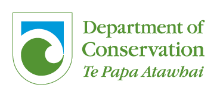 Department of
Conservation
Te Papa Atawhai